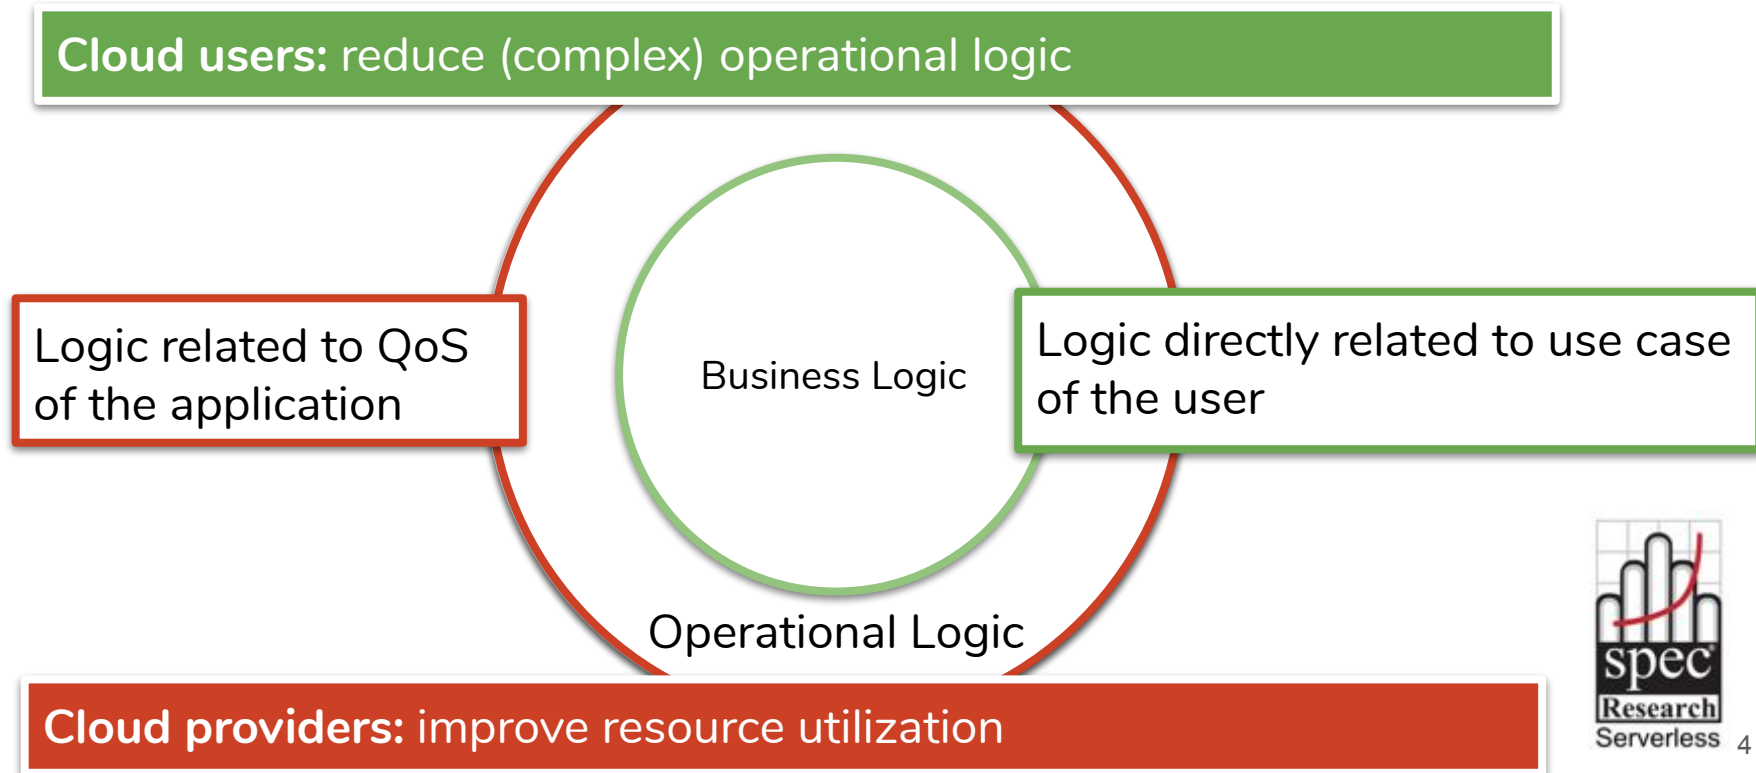 Cloud users: reduce (complex) operational logic
Logic related to QoS
of the application
Business Logic
Logic directly related to use case
of the user
Operational Logic
Cloud providers: improve resource utilization
spec
Research
Serverless
4